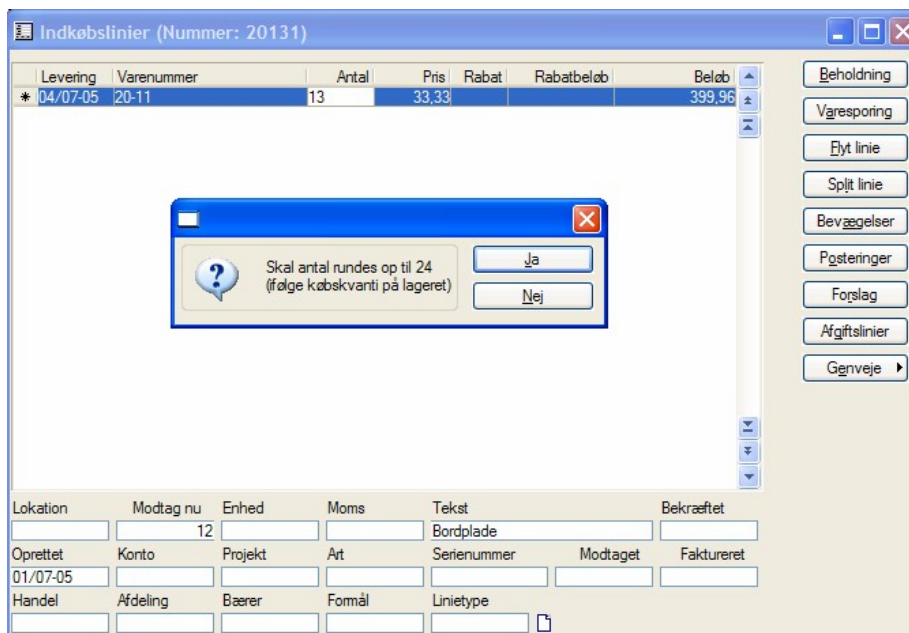 Indkøbslinier (Nummer: 20131)
Levering Varenummer Antal Pris Rabat Rabatbeløb Beløb
* 04/07-05 20-11 13 33,33 399,96
Beholdning
Varesporing
Flyt linie
Split linie
Bevægelser
Posteringer
Forslag
Afgiftslinier
Genveje
Skal antal rundes op til 24
(ifølge købskvanti på lageret)
Ja
Nej
Lokation Modtag nu Enhed Moms Tekst Bekræftet
12 Bordplade
Oprettet Konto Projekt Art Serienummer Modtaget Faktureret
01/07-05
Handel Afdeling Bærer Formål Linietype